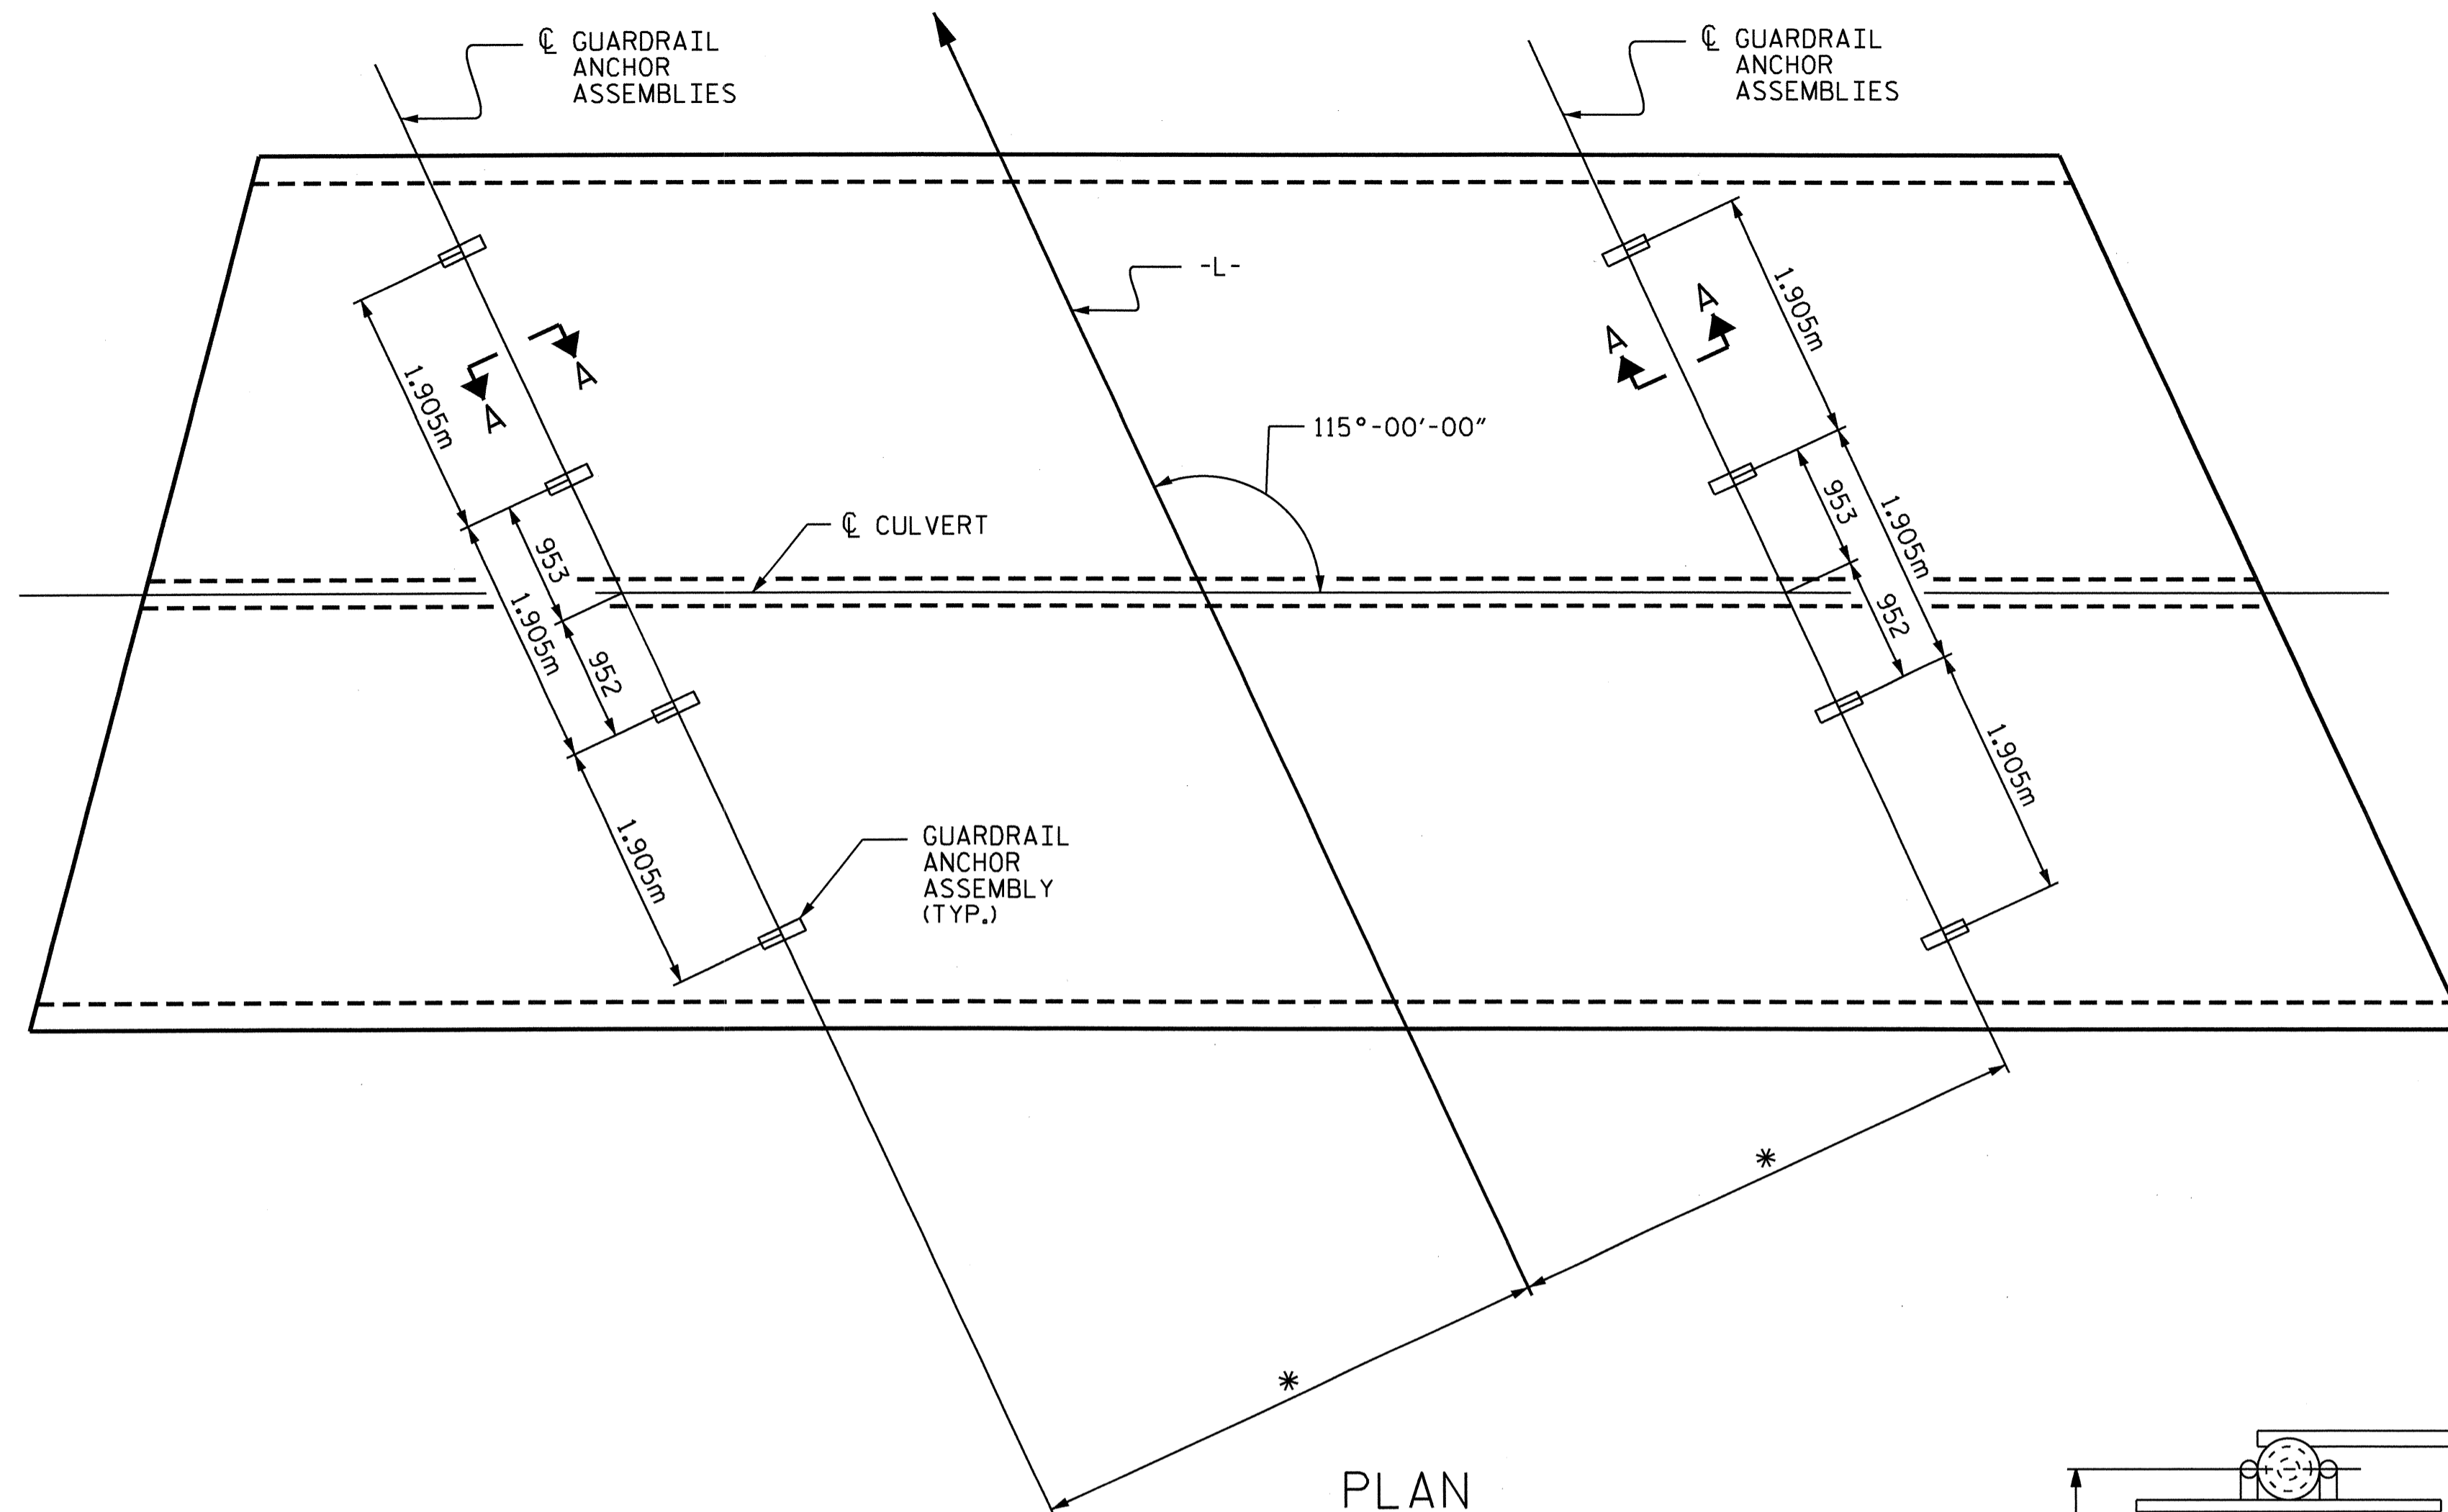 ℄ GUARDRAIL
ANCHOR
ASSEMBLIES
℄ GUARDRAIL
ANCHOR
ASSEMBLIES
-L-
A
A
A
A
1.905m
1.905m
115°-00'-00"
953
1.905m
952
1.905m
℄ CULVERT
953
1.905m
952
1.905m
GUARDRAIL
ANCHOR
ASSEMBLY
(TYP.)
*
*
PLAN